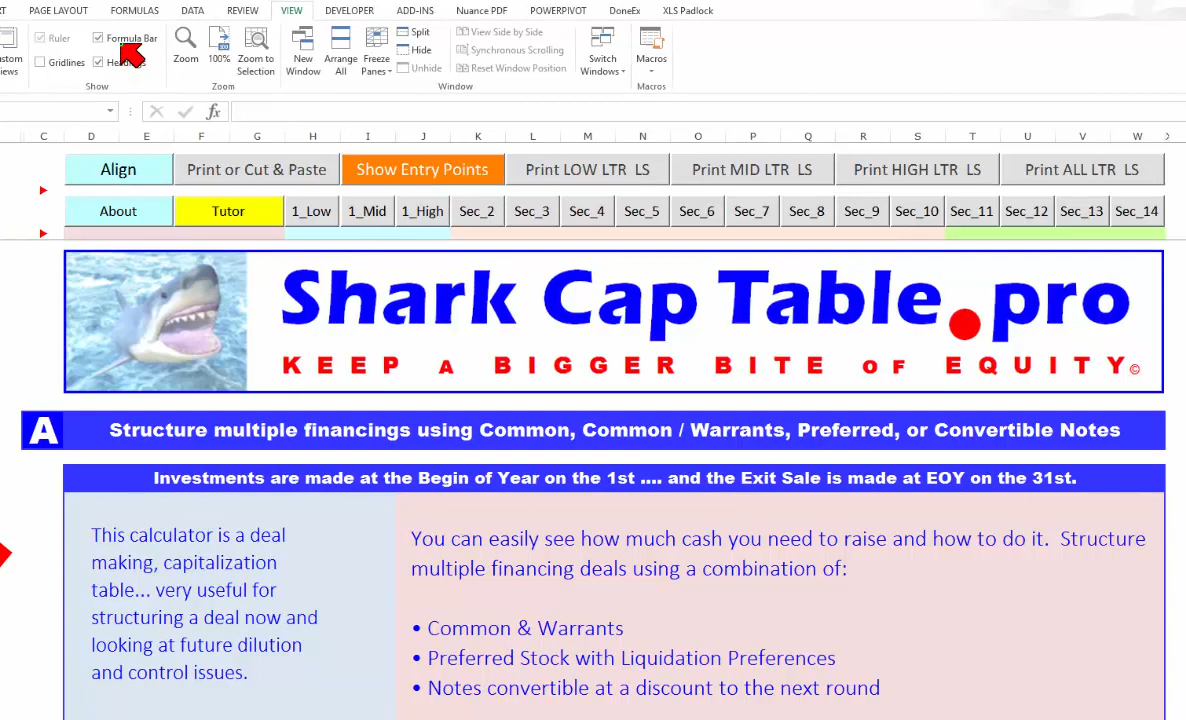 RT PAGE LAYOUT FORMULAS DATA REVIEW VIEW DEVELOPER ADD-INS Nuance PDF POWERPIVOT DoneEx XLS Padlock
Ruler Formula Bar
Gridlines
Show
Zoom 100% Zoom to Selection
Zoom
New Window Arrange All Freeze Panes
Split
Hide
Unhide
View Side by Side
Synchronous Scrolling
Reset Window Position
Window
Switch Windows
Macros
Macros
fx
C D E F G H I J K L M N O P Q R S T U V W
Align Print or Cut & Paste Show Entry Points Print LOW LTR LS Print MID LTR LS Print HIGH LTR LS Print ALL LTR LS
About Tutor 1_Low 1_Mid 1_High Sec_2 Sec_3 Sec_4 Sec_5 Sec_6 Sec_7 Sec_8 Sec_9 Sec_10 Sec_11 Sec_12 Sec_13 Sec_14
Shark Cap Table.pro
KEEP A BIGGER BITE OF EQUITY©
A Structure multiple financings using Common, Common / Warrants, Preferred, or Convertible Notes
Investments are made at the Begin of Year on the 1st .... and the Exit Sale is made at EOY on the 31st.
This calculator is a deal
making, capitalization
table... very useful for
structuring a deal now and
looking at future dilution
and control issues.
You can easily see how much cash you need to raise and how to do it. Structure
multiple financing deals using a combination of:
• Common & Warrants
• Preferred Stock with Liquidation Preferences
• Notes convertible at a discount to the next round